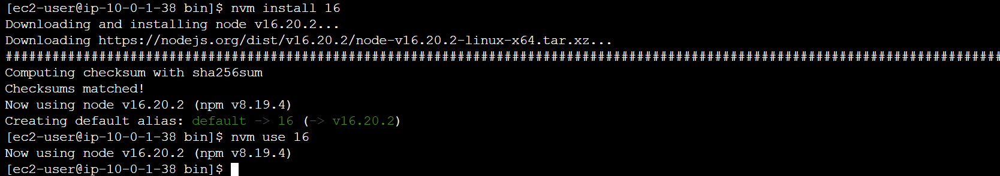 [ec2-user@ip-10-0-1-38 bin]$ nvm install 16
Downloading and installing node v16.20.2...
Downloading https://nodejs.org/dist/v16.20.2/node-v16.20.2-linux-x64.tar.xz...
################################################################################################################################
Computing checksum with sha256sum
Checksums matched!
Now using node v16.20.2 (npm v8.19.4)
Creating default alias: default -> 16 (-> v16.20.2)
[ec2-user@ip-10-0-1-38 bin]$ nvm use 16
Now using node v16.20.2 (npm v8.19.4)
[ec2-user@ip-10-0-1-38 bin]$